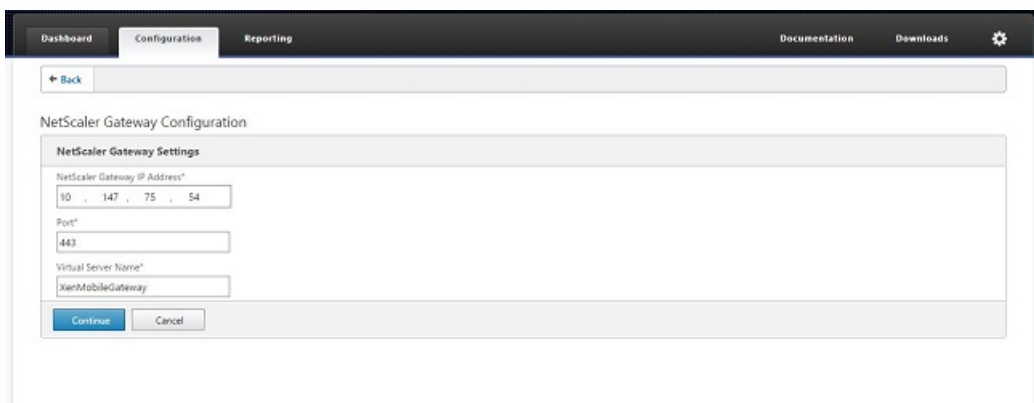 Dashboard Configuration Reporting Documentation Downloads
← Back
NetScaler Gateway Configuration
NetScaler Gateway Settings
NetScaler Gateway IP Address*
10 . 147 . 75 . 54
Port*
443
Virtual Server Name*
XenMobileGateway
Continue Cancel